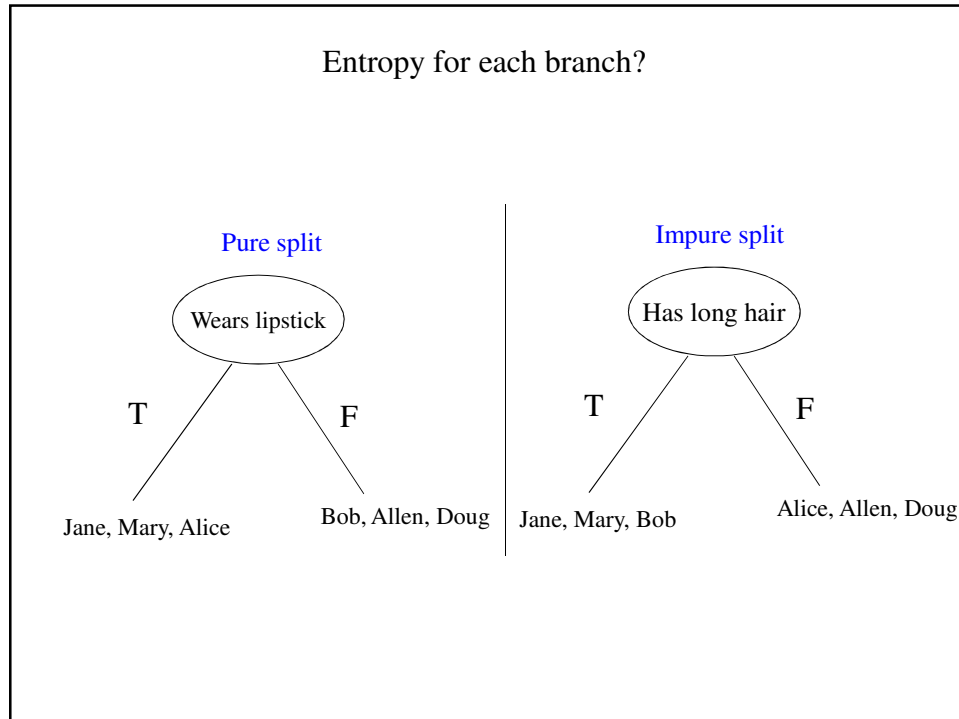 Entropy for each branch?
Pure split
Wears lipstick
T
F
Jane, Mary, Alice
Bob, Allen, Doug
Impure split
Has long hair
T
F
Jane, Mary, Bob
Alice, Allen, Doug